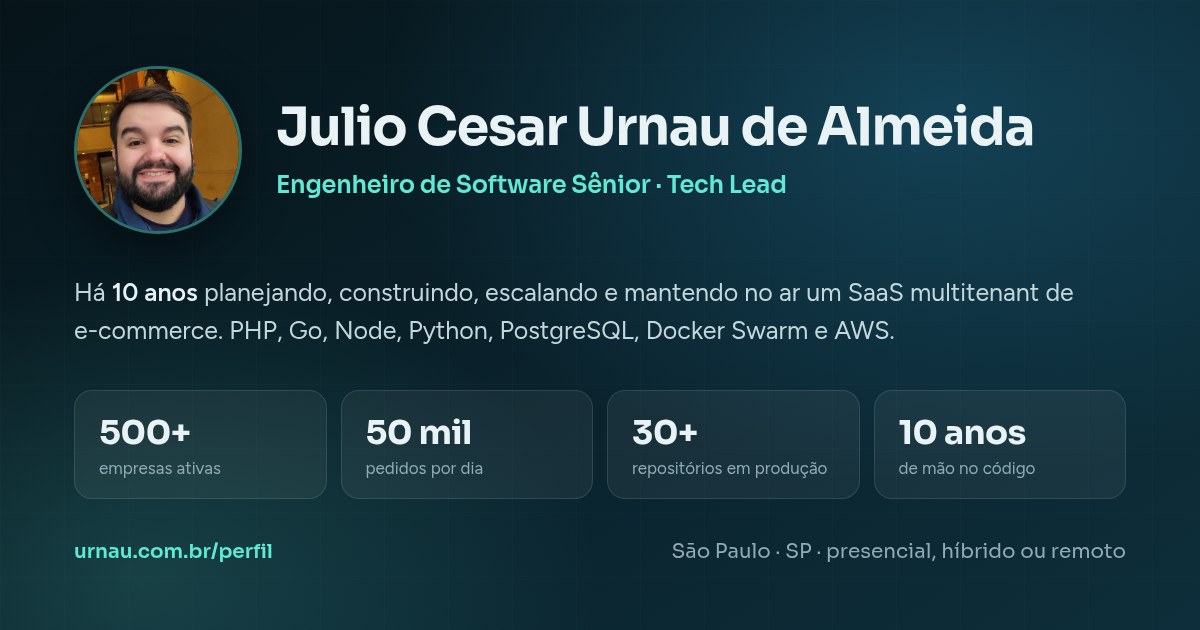 Julio Cesar Urnau de Almeida
Engenheiro de Software Sênior · Tech Lead
Há 10 anos planejando, construindo, escalando e mantendo no ar um SaaS multitenant de
e-commerce. PHP, Go, Node, Python, PostgreSQL, Docker Swarm e AWS.
500+
empresas ativas
50 mil
pedidos por dia
30+
repositórios em produção
10 anos
de mão no código
urnau.com.br/perfil
São Paulo · SP · presencial, híbrido ou remoto